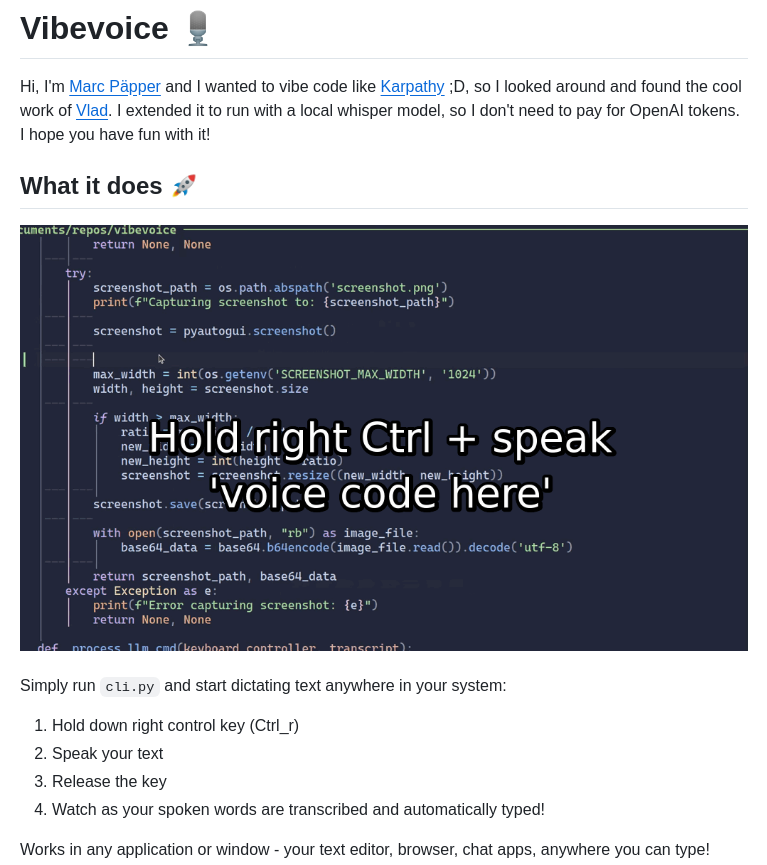 Vibevoice 🎙️
Hi, I'm Marc Päpper and I wanted to vibe code like Karpathy ;D, so I looked around and found the cool
work of Vlad. I extended it to run with a local whisper model, so I don't need to pay for OpenAI tokens.
I hope you have fun with it!
What it does 🚀
cuments/repos/vibevoice
return None, None
try:
screenshot_path = os.path.abspath('screenshot.png')
print(f"Capturing screenshot to: {screenshot_path}")
screenshot = pyautogui.screenshot()
max_width = int(os.getenv('SCREENSHOT_MAX_WIDTH', '1024'))
width, height = screenshot.size
if width > max_width:
Hold right Ctrl + speak
new_height = int(height ratio)
screenshot = screenshot.resize((new_width, new_height))
'voice code here'
screenshot.save(
with open(screenshot_path, "rb") as image_file:
base64_data = base64.b64encode(image_file.read()).decode('utf-8')
return screenshot_path, base64_data
except Exception as e:
print(f"Error capturing screenshot: {e}")
return None, None
def _process_llm_cmd(keyboard_controller, transcript):
Simply run cli.py and start dictating text anywhere in your system:
1. Hold down right control key (Ctrl_r)
2. Speak your text
3. Release the key
4. Watch as your spoken words are transcribed and automatically typed!
Works in any application or window - your text editor, browser, chat apps, anywhere you can type!